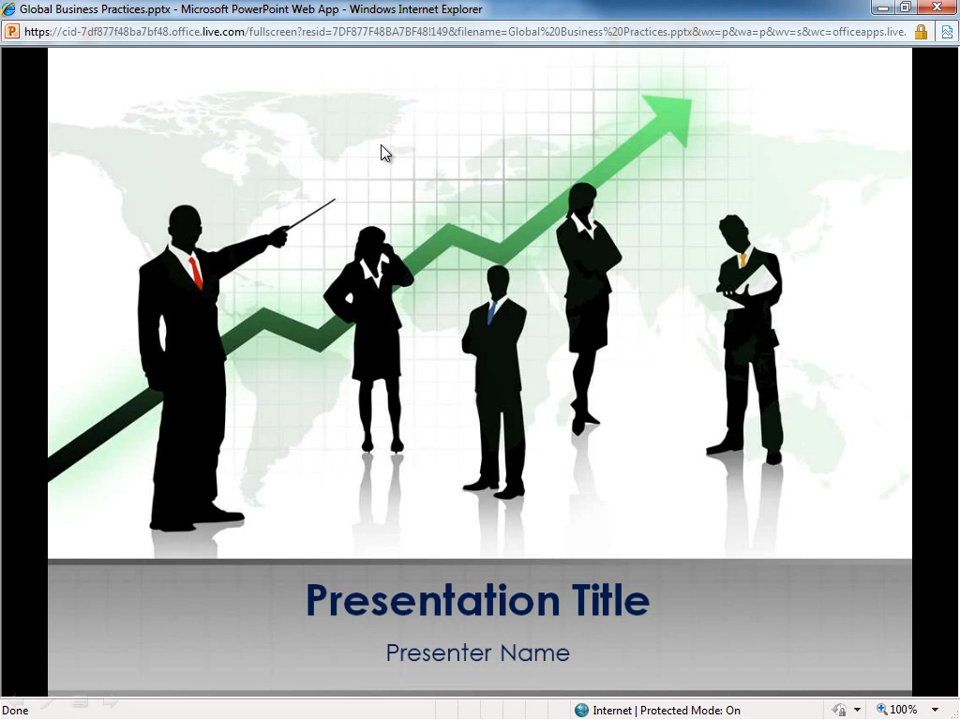 Global Business Practices.pptx - Microsoft PowerPoint Web App - Windows Internet Explorer
https://cid-7df877f48ba7bf48.office.live.com/fullscreen?resid=7DF877F48BA7BF48!149&filename=Global%20Business%20Practices.pptx&wx=p&wa=p&wv=s&wc=officeapps.live.
Presentation Title
Presenter Name
Done
Internet | Protected Mode: On
100%